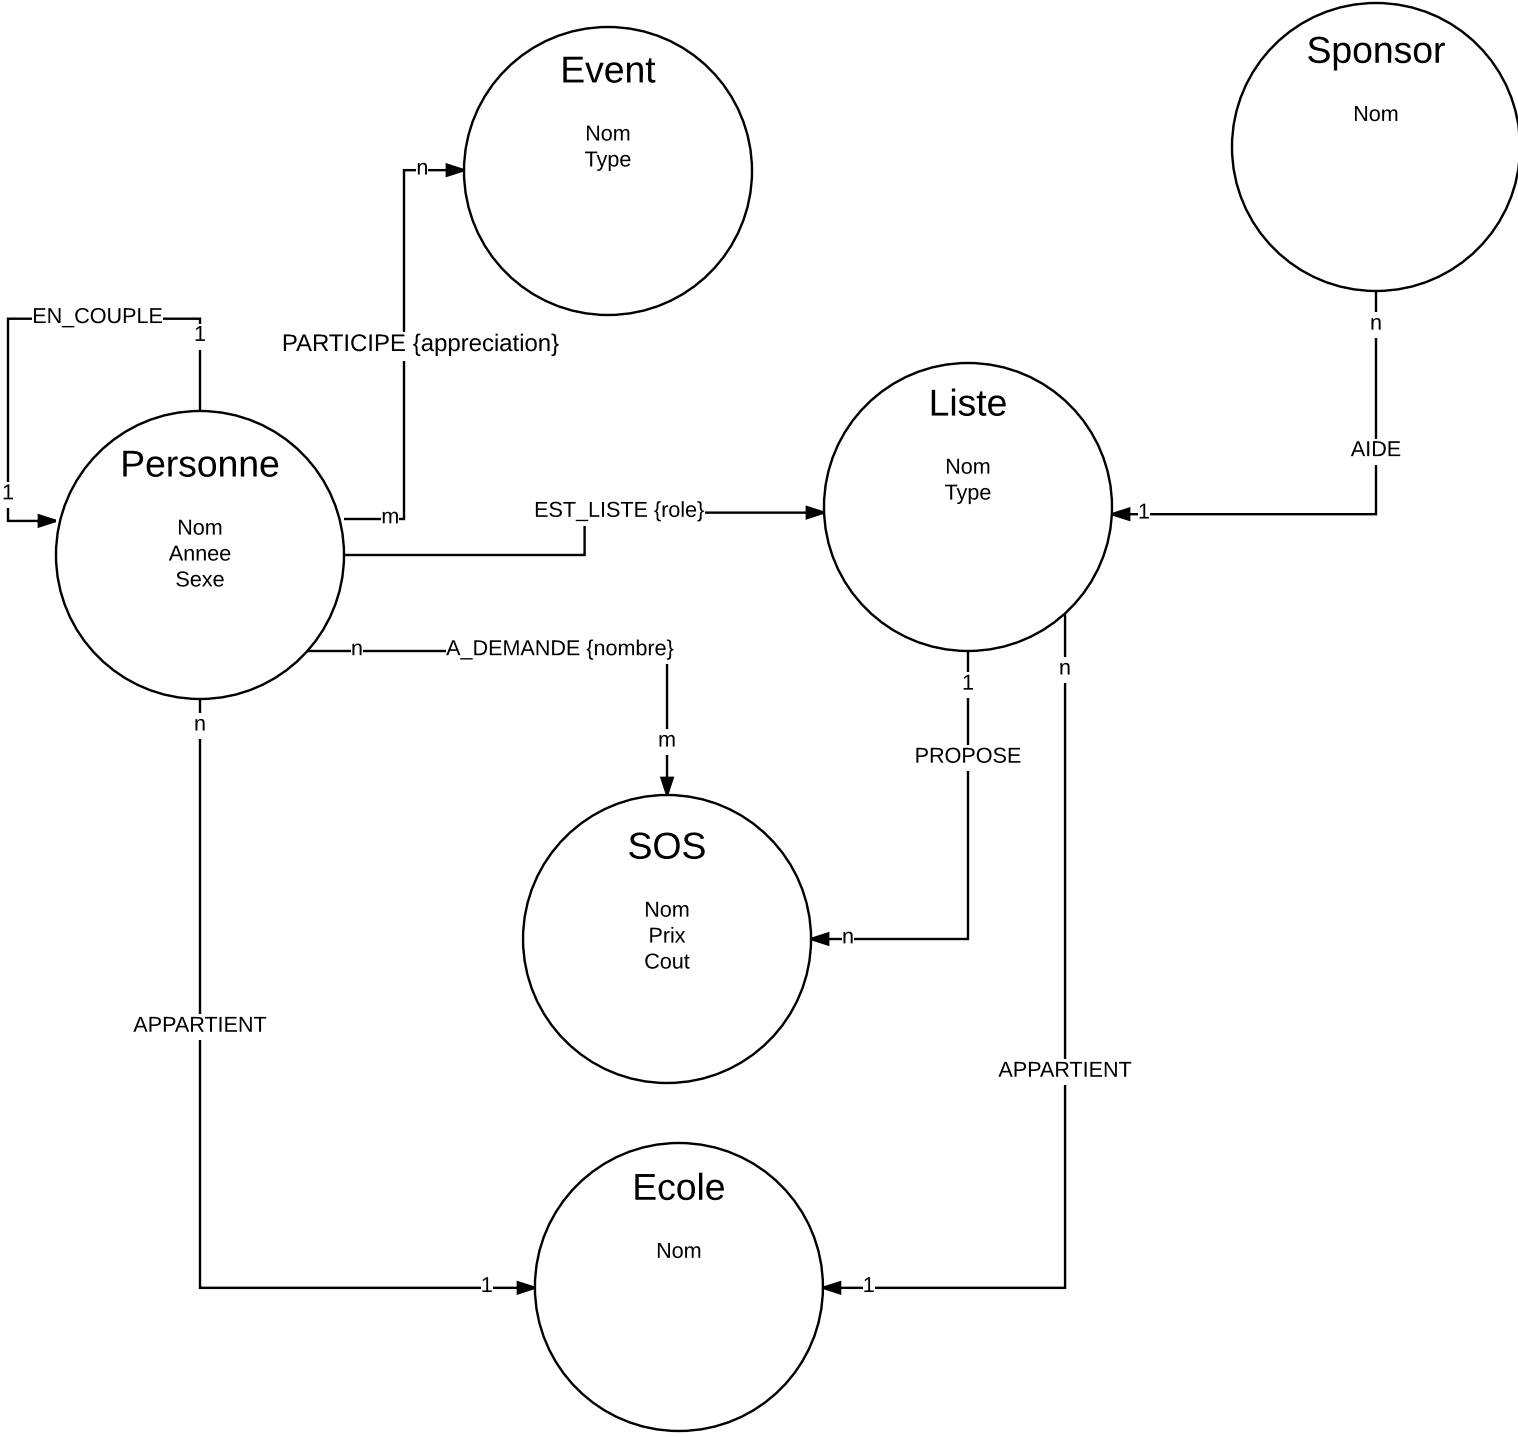 Event
Nom
Type
Sponsor
Nom
n
EN_COUPLE
1
1
PARTICIPE {appreciation}
m
n
AIDE
1
Personne
Nom
Annee
Sexe
EST_LISTE {role}
Liste
Nom
Type
n
A_DEMANDE {nombre}
m
1
PROPOSE
n
n
n
SOS
Nom
Prix
Cout
APPARTIENT
APPARTIENT
Ecole
Nom
1
1